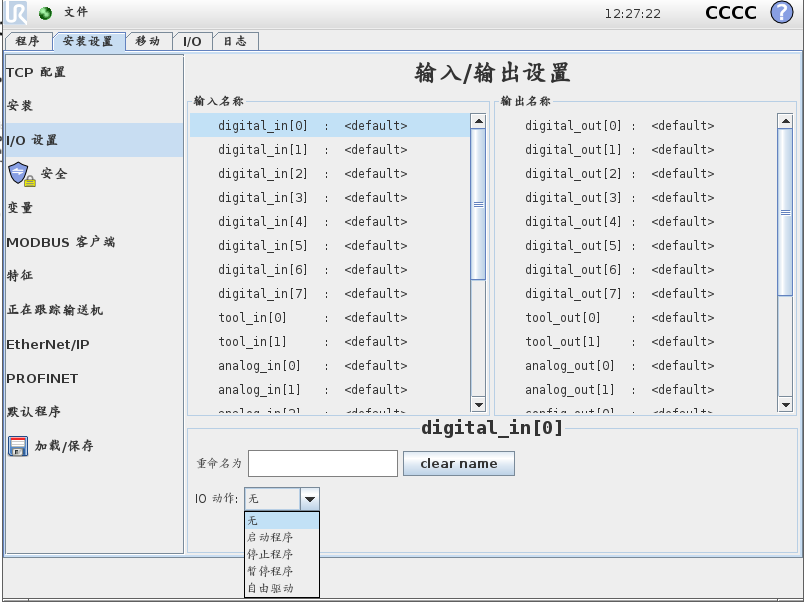 文件
12:27:22
CCCC
?
程序
安装设置
移动
I/O
日志
TCP 配置
安装
I/O 设置
安全
变量
MODBUS 客户端
特征
正在跟踪输送机
EtherNet/IP
PROFINET
默认程序
加载/保存
输入/输出设置
输入名称
digital_in[0] : <default>
digital_in[1] : <default>
digital_in[2] : <default>
digital_in[3] : <default>
digital_in[4] : <default>
digital_in[5] : <default>
digital_in[6] : <default>
digital_in[7] : <default>
tool_in[0] : <default>
tool_in[1] : <default>
analog_in[0] : <default>
analog_in[1] : <default>
analog_in[2] : <default>
输出名称
digital_out[0] : <default>
digital_out[1] : <default>
digital_out[2] : <default>
digital_out[3] : <default>
digital_out[4] : <default>
digital_out[5] : <default>
digital_out[6] : <default>
digital_out[7] : <default>
tool_out[0] : <default>
tool_out[1] : <default>
analog_out[0] : <default>
analog_out[1] : <default>
config_out[0] : <default>
digital_in[0]
重命名为
clear name
IO 动作: 无
无
启动程序
停止程序
暂停程序
自由驱动